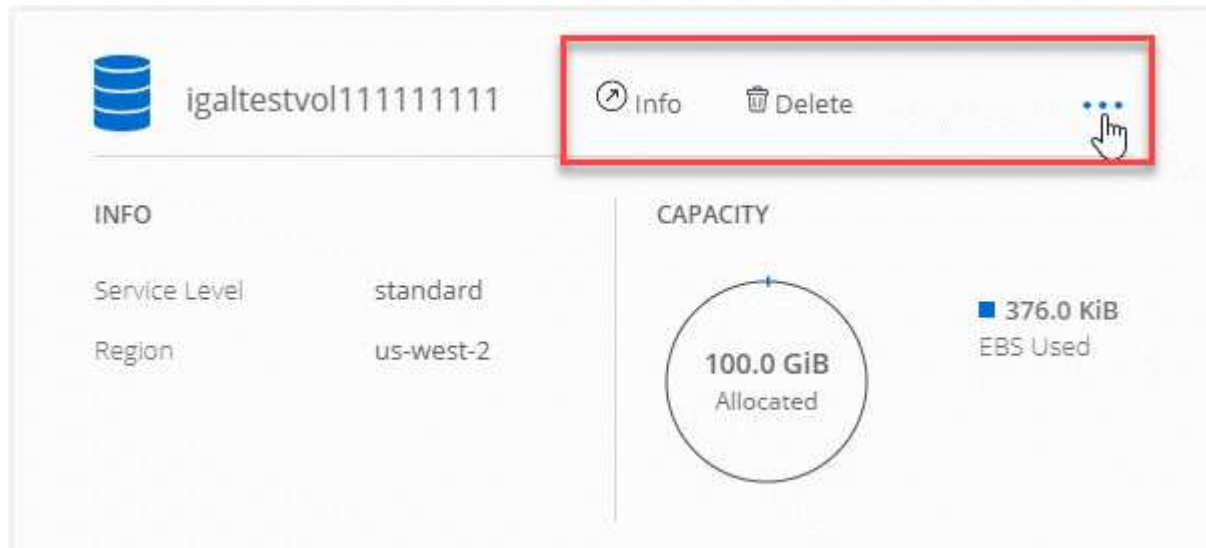 igaltestvol111111111
Info Delete ...
INFO
Service Level standard
Region us-west-2
CAPACITY
100.0 GiB
Allocated
376.0 KiB
EBS Used